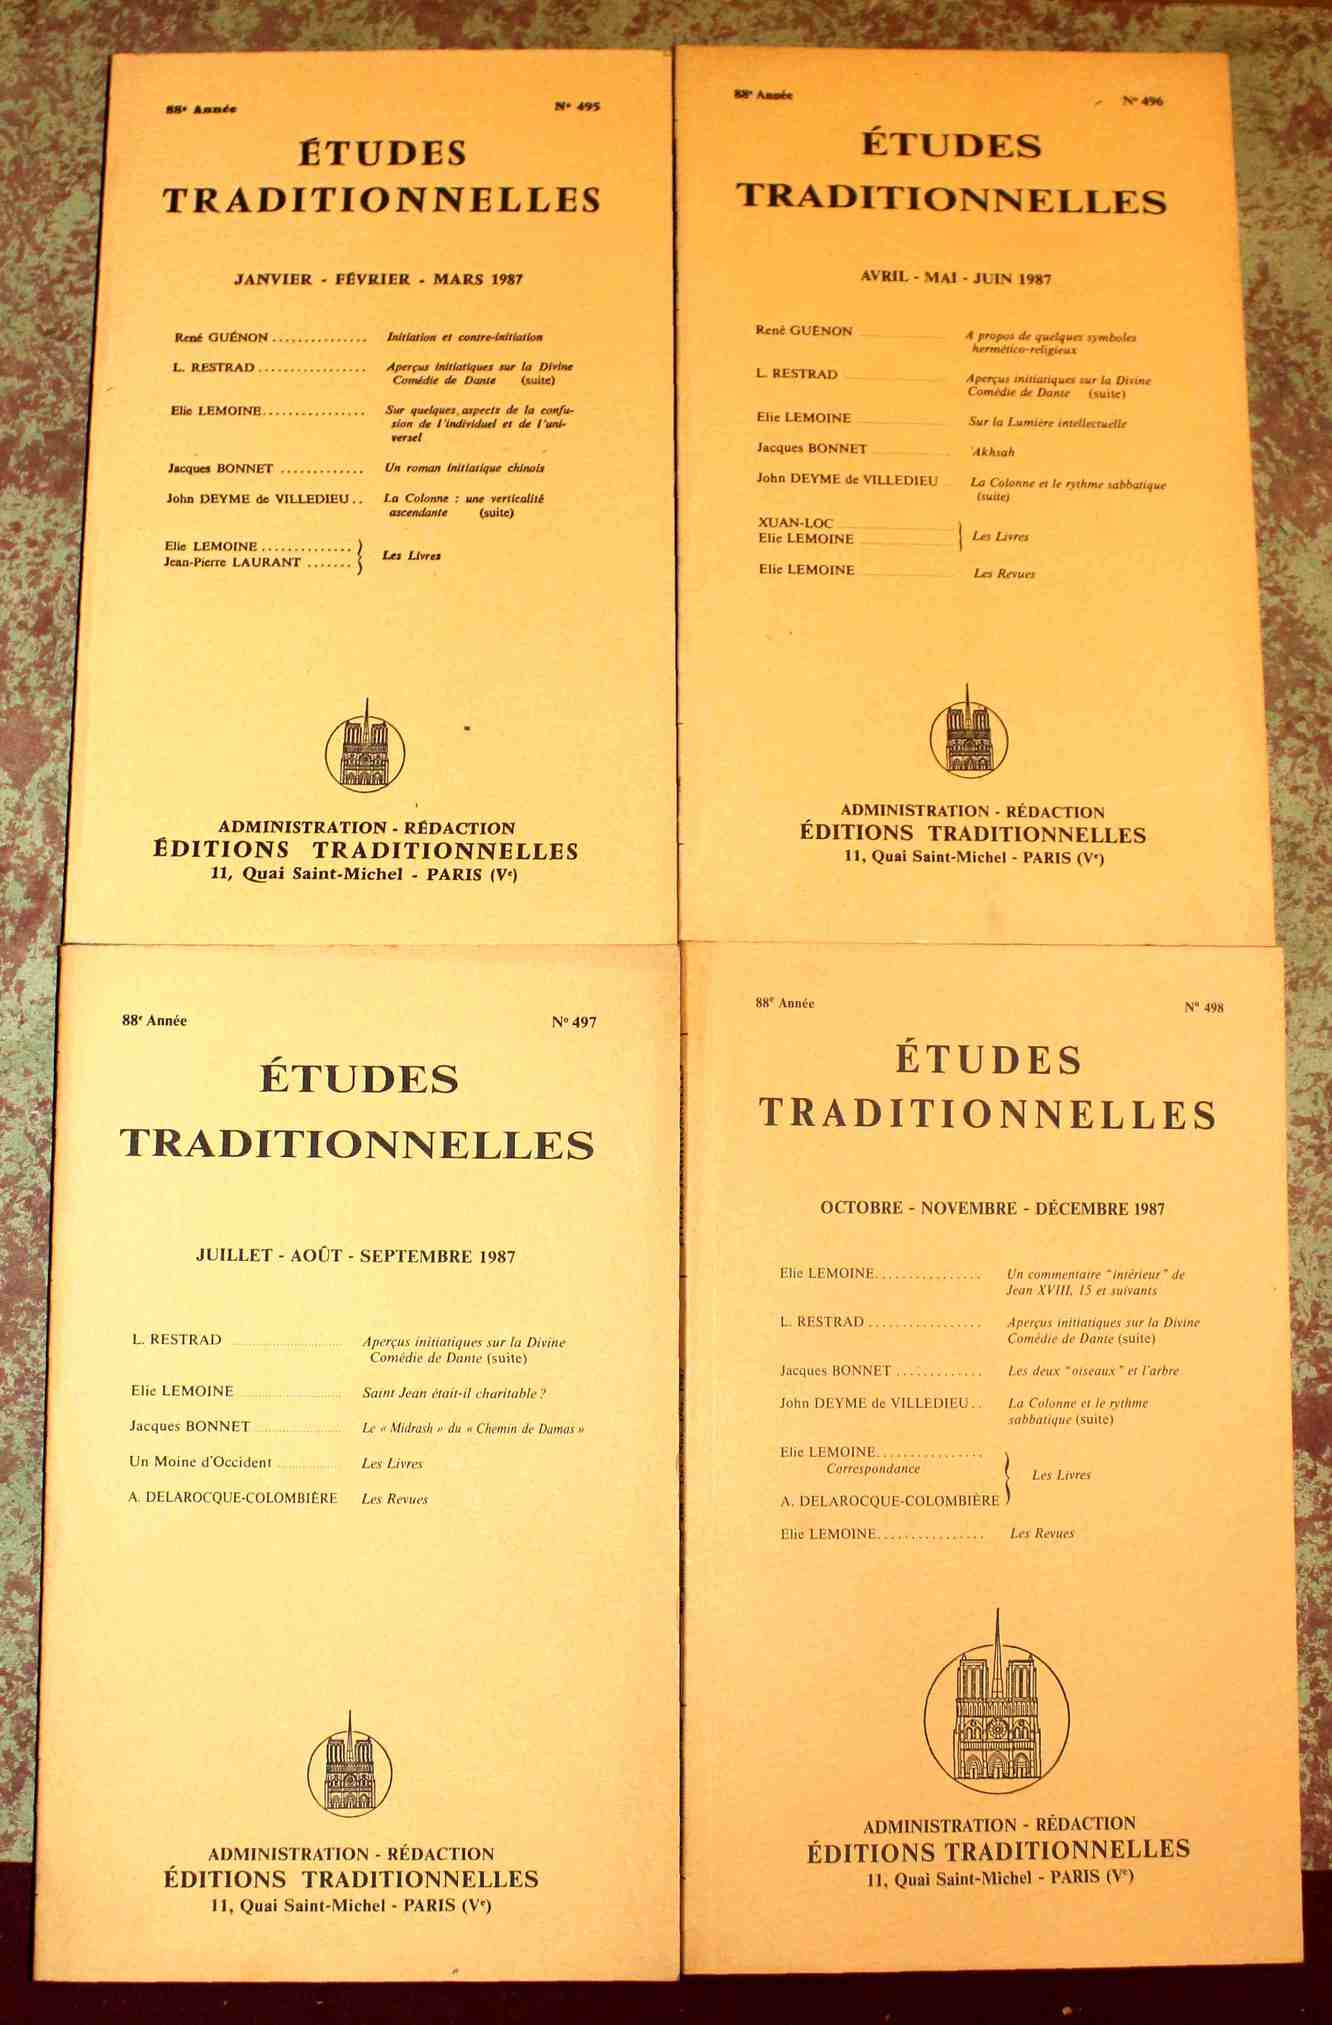 88e Année
N° 495
ÉTUDES
TRADITIONNELLES
JANVIER - FÉVRIER - MARS 1987
René GUÉNON ............... Initiation et contre-initiation
L. RESTRAD ................. Aperçus initiatiques sur la Divine
Comédie de Dante (suite)
Elie LEMOINE................ Sur quelques aspects de la confu-
sion de l'individuel et de l'uni-
versel
Jacques BONNET ............. Un roman initiatique chinois
John DEYME de VILLEDIEU.. La Colonne : une verticalité
ascendante (suite)
Elie LEMOINE ..............
Jean-Pierre LAURANT .......
Les Livres
ADMINISTRATION - RÉDACTION
ÉDITIONS TRADITIONNELLES
11, Quai Saint-Michel - PARIS (Ve)
88e Année
N° 496
ÉTUDES
TRADITIONNELLES
AVRIL - MAI - JUIN 1987
René GUÉNON A propos de quelques symboles
hermético-religieux
L. RESTRAD Aperçus initiatiques sur la Divine
Comédie de Dante (suite)
Elie LEMOINE Sur la Lumière intellectuelle
Jacques BONNET 'Akhsah
John DEYME de VILLEDIEU La Colonne et le rythme sabbatique
(suite)
XUAN-LOC
Elie LEMOINE
Les Livres
Elie LEMOINE Les Revues
ADMINISTRATION - RÉDACTION
ÉDITIONS TRADITIONNELLES
11, Quai Saint-Michel - PARIS (Ve)
88e Année
N° 497
ÉTUDES
TRADITIONNELLES
JUILLET - AOÛT - SEPTEMBRE 1987
L. RESTRAD Aperçus initiatiques sur la Divine
Comédie de Dante (suite)
Elie LEMOINE Saint Jean était-il charitable ?
Jacques BONNET Le « Midrash » du « Chemin de Damas »
Un Moine d'Occident Les Livres
A. DELAROCQUE-COLOMBIÈRE Les Revues
ADMINISTRATION - RÉDACTION
ÉDITIONS TRADITIONNELLES
11, Quai Saint-Michel - PARIS (Ve)
88e Année
N° 498
ÉTUDES
TRADITIONNELLES
OCTOBRE - NOVEMBRE - DÉCEMBRE 1987
Elie LEMOINE................ Un commentaire "intérieur" de
Jean XVIII, 15 et suivants
L. RESTRAD ................. Aperçus initiatiques sur la Divine
Comédie de Dante (suite)
Jacques BONNET ............. Les deux "oiseaux" et l'arbre
John DEYME de VILLEDIEU.. La Colonne et le rythme
sabbatique (suite)
Elie LEMOINE................
Correspondance
Les Livres
A. DELAROCQUE-COLOMBIÈRE
Elie LEMOINE................ Les Revues
ADMINISTRATION - RÉDACTION
ÉDITIONS TRADITIONNELLES
11, Quai Saint-Michel - PARIS (Ve)